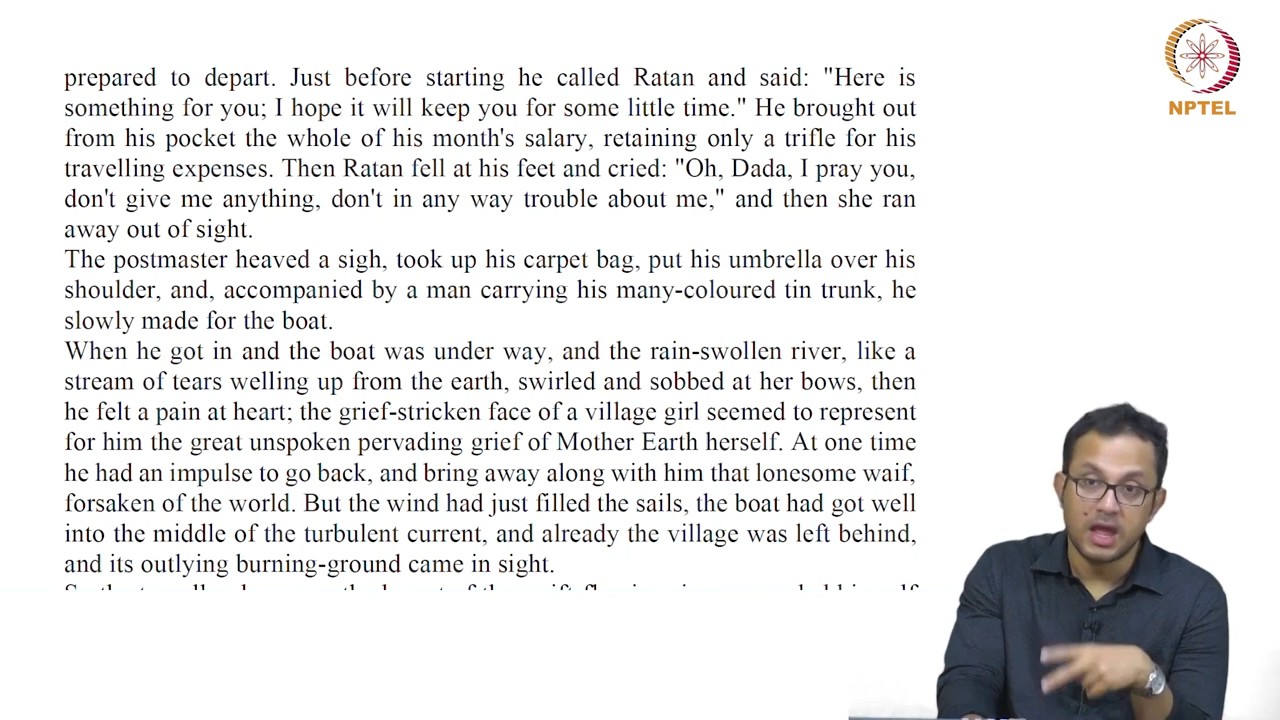 prepared to depart. Just before starting he called Ratan and said: "Here is
something for you; I hope it will keep you for some little time." He brought out
from his pocket the whole of his month's salary, retaining only a trifle for his
travelling expenses. Then Ratan fell at his feet and cried: "Oh, Dada, I pray you,
don't give me anything, don't in any way trouble about me," and then she ran
away out of sight.
The postmaster heaved a sigh, took up his carpet bag, put his umbrella over his
shoulder, and, accompanied by a man carrying his many-coloured tin trunk, he
slowly made for the boat.
When he got in and the boat was under way, and the rain-swollen river, like a
stream of tears welling up from the earth, swirled and sobbed at her bows, then
he felt a pain at heart; the grief-stricken face of a village girl seemed to represent
for him the great unspoken pervading grief of Mother Earth herself. At one time
he had an impulse to go back, and bring away along with him that lonesome waif,
forsaken of the world. But the wind had just filled the sails, the boat had got well
into the middle of the turbulent current, and already the village was left behind,
and its outlying burning-ground came in sight.
NPTEL